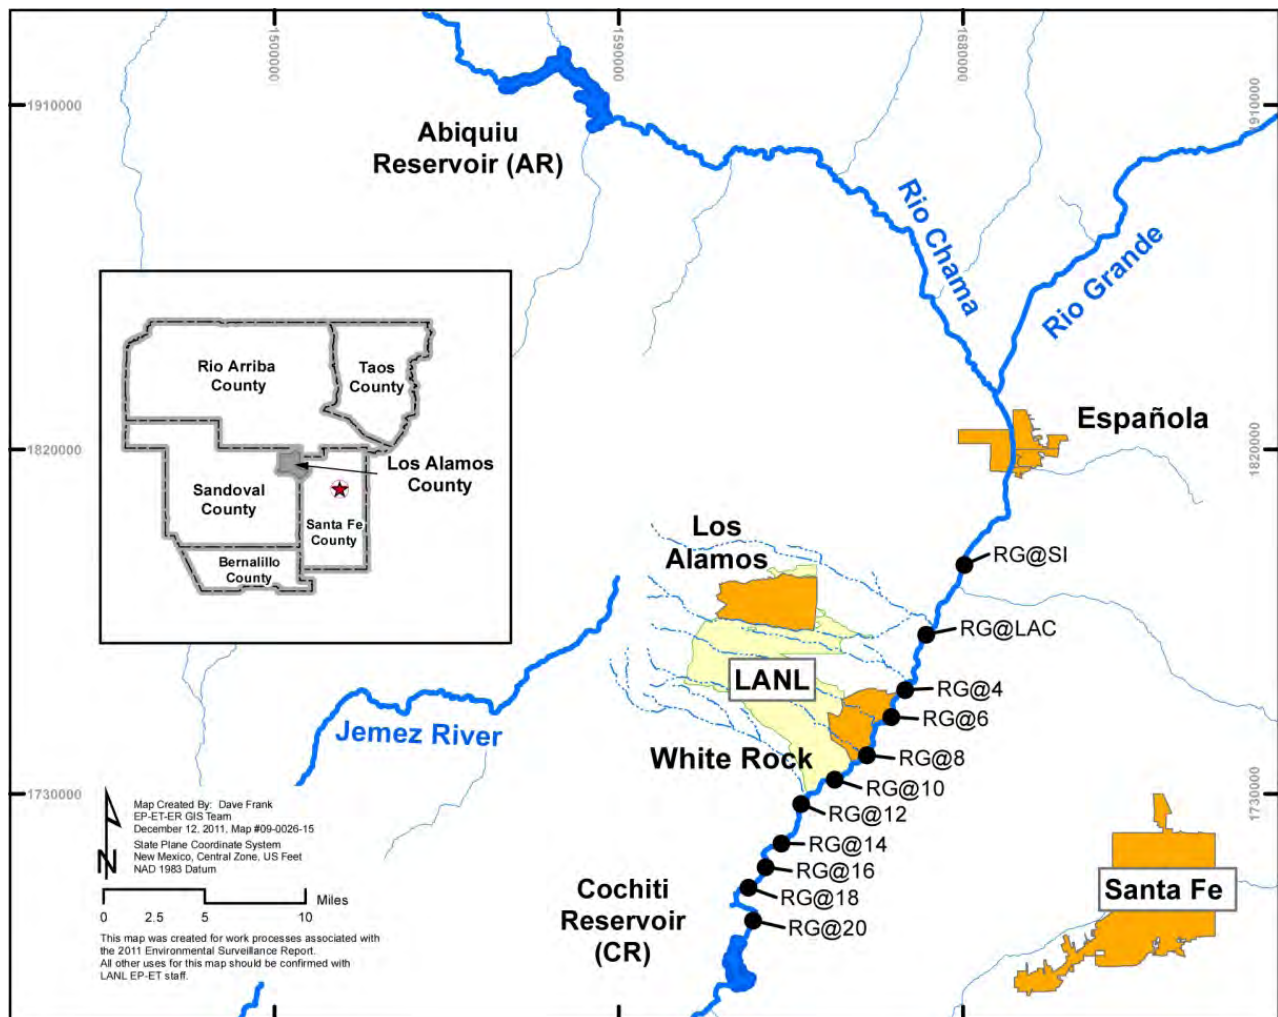 1500000
1590000
1680000
1910000
1910000
Abiquiu
Reservoir (AR)
Rio Chama
Rio Grande
Rio Arriba
County
Taos
County
Los Alamos
County
Sandoval
County
Santa Fe
County
Bernalillo
County
Española
1820000
1820000
Los
Alamos
RG@SI
RG@LAC
LANL
RG@4
RG@6
Jemez River
White Rock
RG@8
RG@10
1730000
1730000
RG@12
RG@14
RG@16
RG@18
RG@20
Cochiti
Reservoir
(CR)
Santa Fe
N
Map Created By: Dave Frank
EP-ET-ER GIS Team
December 12, 2011, Map #09-0026-15
State Plane Coordinate System
New Mexico, Central Zone, US Feet
NAD 1983 Datum
Miles
0 2.5 5 10
This map was created for work processes associated with
the 2011 Environmental Surveillance Report.
All other uses for this map should be confirmed with
LANL EP-ET staff.